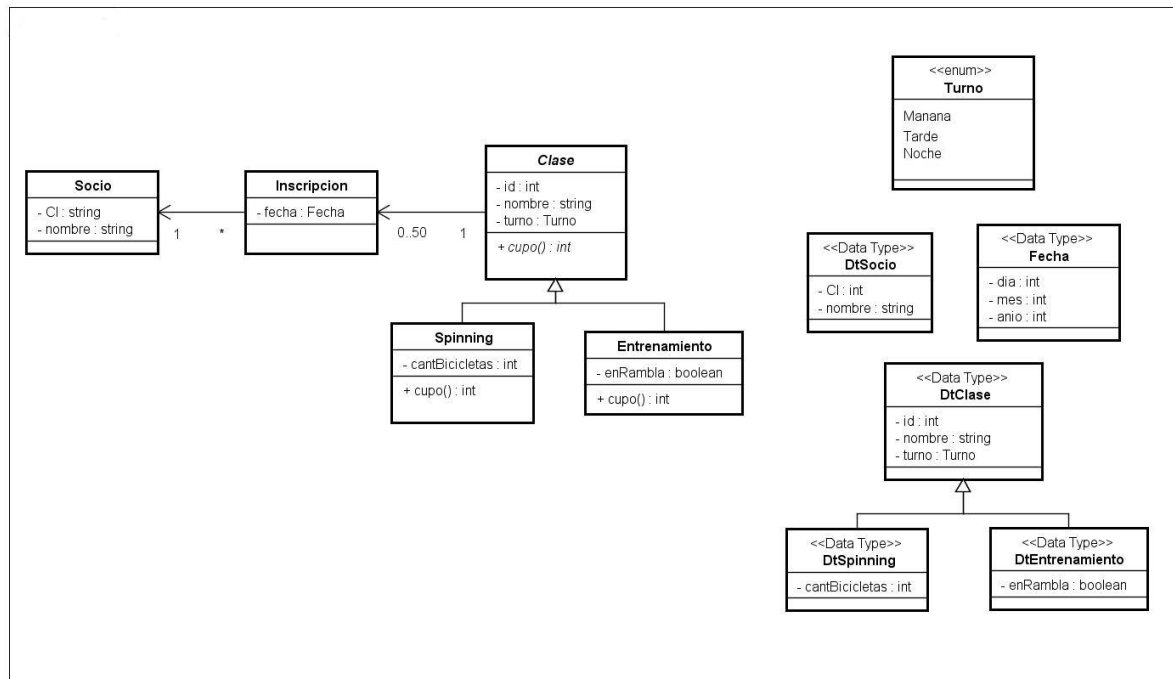 <<enum>>
Turno
Manana
Tarde
Noche
Clase
- id : int
- nombre : string
- turno : Turno
+ cupo() : int
Socio
- CI : string
- nombre : string
Inscripcion
- fecha : Fecha
1
*
0..50
1
<<Data Type>>
DtSocio
- CI : int
- nombre : string
<<Data Type>>
Fecha
- dia : int
- mes : int
- anio : int
Spinning
- cantBicicletas : int
+ cupo() : int
Entrenamiento
- enRambla : boolean
+ cupo() : int
<<Data Type>>
DtClase
- id : int
- nombre : string
- turno : Turno
<<Data Type>>
DtSpinning
- cantBicicletas : int
<<Data Type>>
DtEntrenamiento
- enRambla : boolean